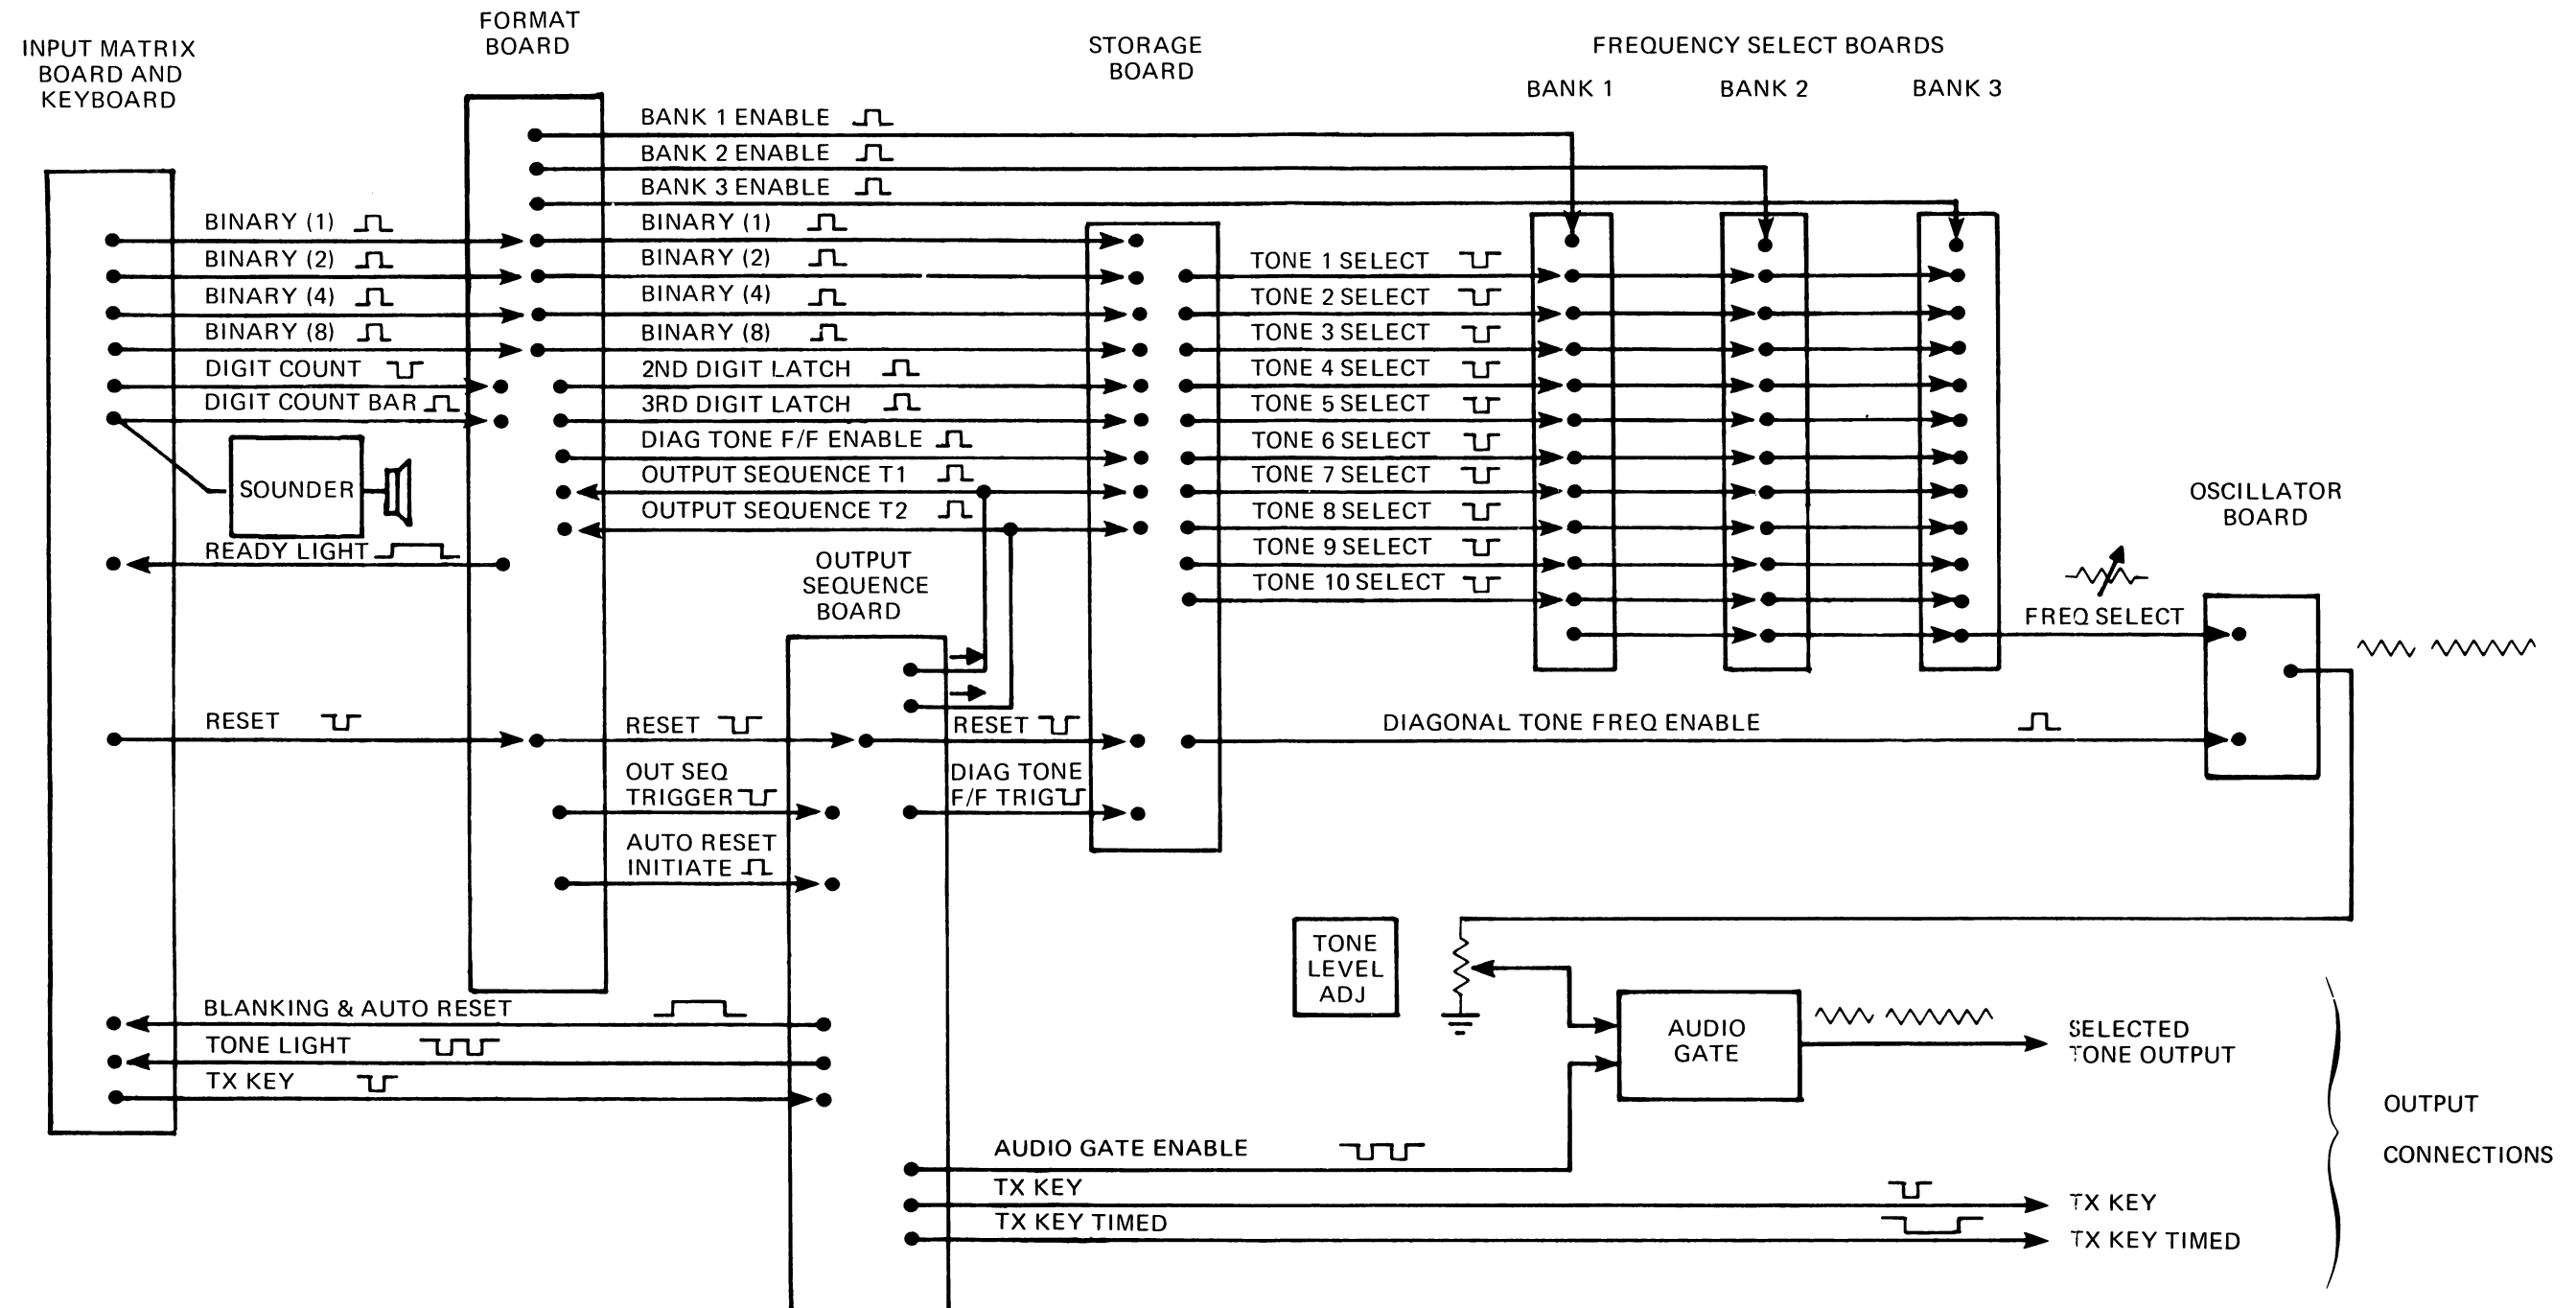 INPUT MATRIX
BOARD AND
KEYBOARD
FORMAT
BOARD
STORAGE
BOARD
FREQUENCY SELECT BOARDS
BANK 1
BANK 2
BANK 3
BANK 1 ENABLE
BANK 2 ENABLE
BANK 3 ENABLE
BINARY (1)
BINARY (2)
BINARY (4)
BINARY (8)
DIGIT COUNT
DIGIT COUNT BAR
SOUNDER
READY LIGHT
BINARY (1)
BINARY (2)
BINARY (4)
BINARY (8)
2ND DIGIT LATCH
3RD DIGIT LATCH
DIAG TONE F/F ENABLE
OUTPUT SEQUENCE T1
OUTPUT SEQUENCE T2
OUTPUT
SEQUENCE
BOARD
TONE 1 SELECT
TONE 2 SELECT
TONE 3 SELECT
TONE 4 SELECT
TONE 5 SELECT
TONE 6 SELECT
TONE 7 SELECT
TONE 8 SELECT
TONE 9 SELECT
TONE 10 SELECT
OSCILLATOR
BOARD
FREQ SELECT
RESET
RESET
RESET
DIAGONAL TONE FREQ ENABLE
OUT SEQ
TRIGGER
DIAG TONE
F/F TRIG
AUTO RESET
INITIATE
TONE
LEVEL
ADJ
BLANKING & AUTO RESET
TONE LIGHT
TX KEY
AUDIO
GATE
SELECTED
TONE OUTPUT
AUDIO GATE ENABLE
TX KEY
TX KEY TIMED
TX KEY
TX KEY TIMED
OUTPUT
CONNECTIONS